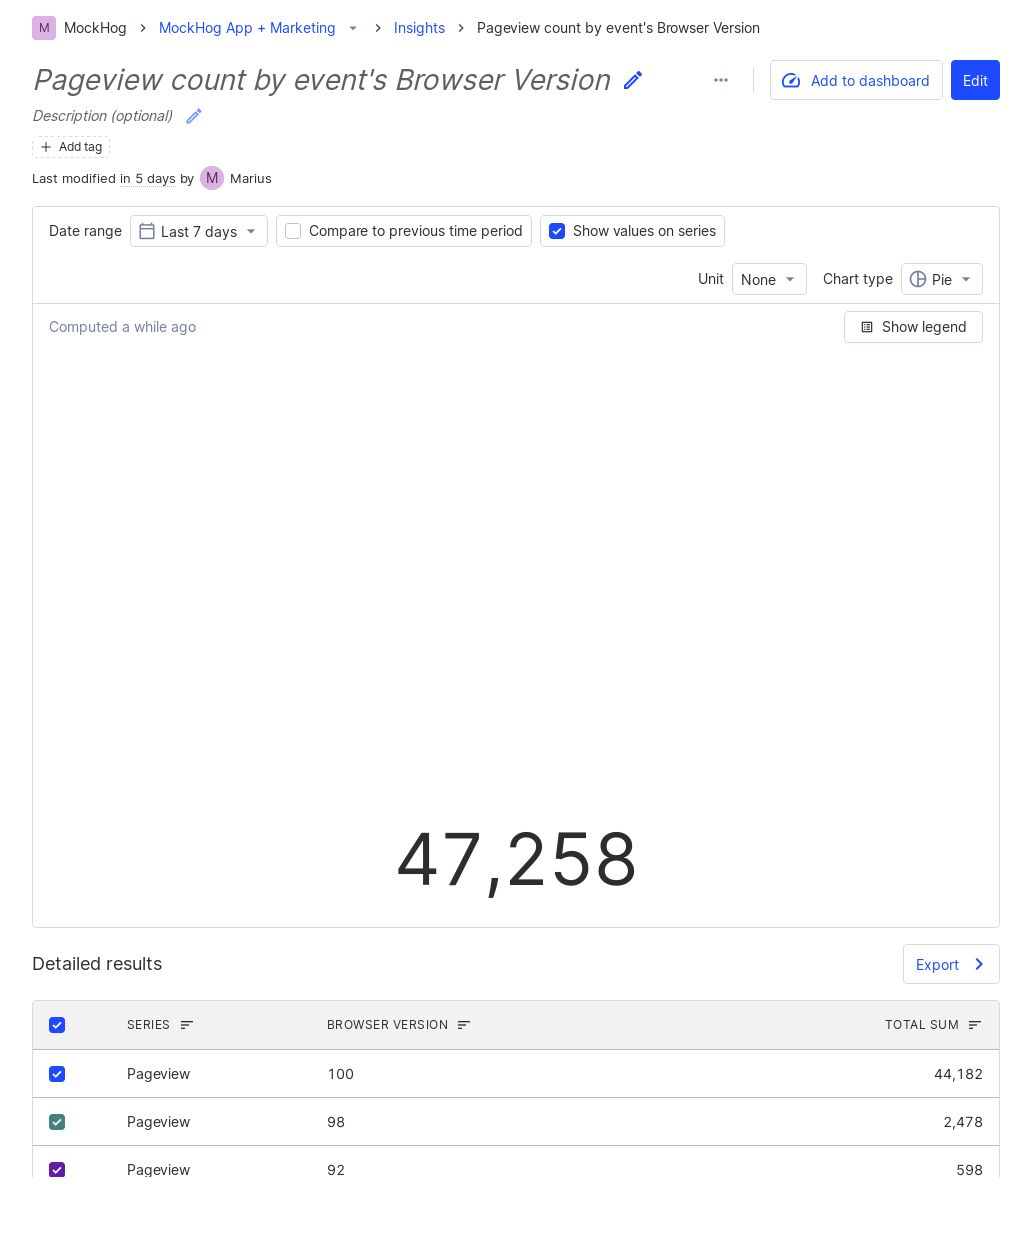 M MockHog MockHog App + Marketing Insights Pageview count by event's Browser Version
Pageview count by event's Browser Version
Add to dashboard Edit
Description (optional)
Add tag
Last modified in 5 days by M Marius
Date range Last 7 days Compare to previous time period Show values on series
Unit None Chart type Pie
Computed a while ago Show legend
47,258
Detailed results Export
SERIES BROWSER VERSION TOTAL SUM
Pageview 100 44,182
Pageview 98 2,478
Pageview 92 598